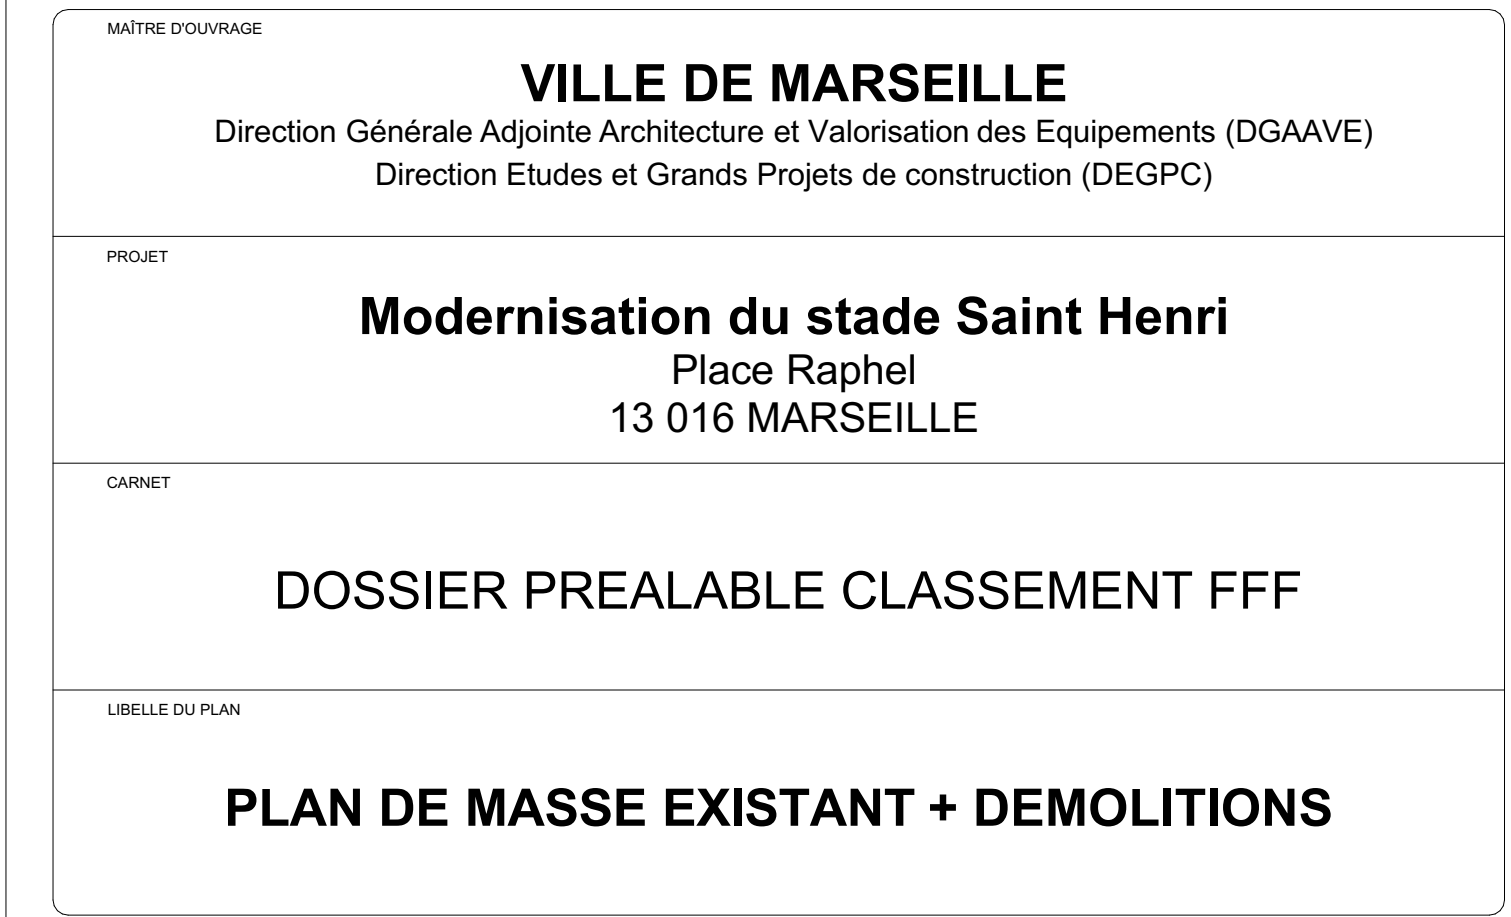 MAÎTRE D'OUVRAGE
VILLE DE MARSEILLE
Direction Générale Adjointe Architecture et Valorisation des Equipements (DGAAVE)
Direction Etudes et Grands Projets de construction (DEGPC)
PROJET
Modernisation du stade Saint Henri
Place Raphel
13 016 MARSEILLE
CARNET
DOSSIER PREALABLE CLASSEMENT FFF
LIBELLE DU PLAN
PLAN DE MASSE EXISTANT + DEMOLITIONS